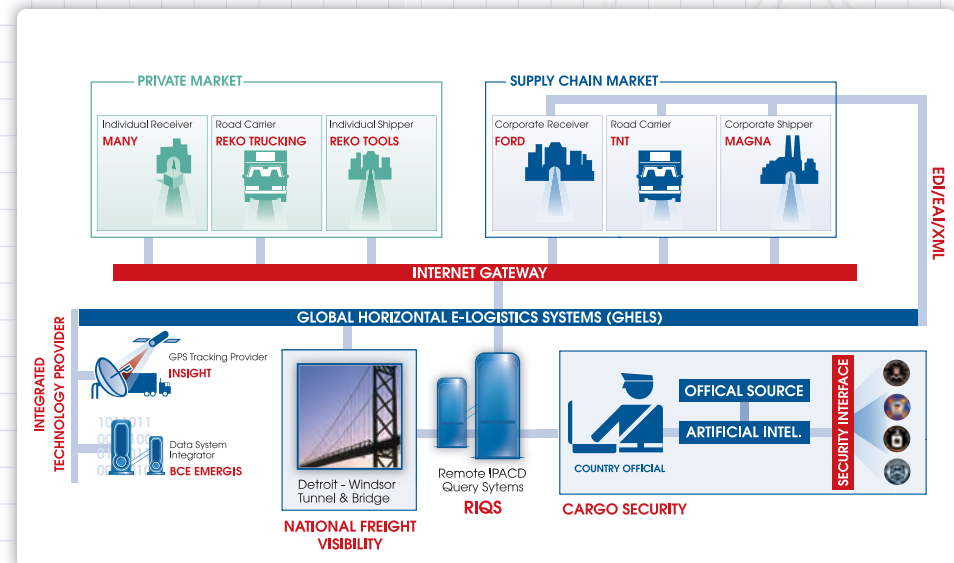 PRIVATE MARKET
Individual Receiver
MANY
Road Carrier
REKO TRUCKING
Individual Shipper
REKO TOOLS
SUPPLY CHAIN MARKET
Corporate Receiver
FORD
Road Carrier
TNT
Corporate Shipper
MAGNA
EDI/EAI/XML
INTERNET GATEWAY
GLOBAL HORIZONTAL E-LOGISTICS SYSTEMS (GHELS)
INTEGRATED
TECHNOLOGY PROVIDER
GPS Tracking Provider
INSIGHT
1011011
Data System
Integrator
BCE EMERGIS
Detroit - Windsor
Tunnel & Bridge
NATIONAL FREIGHT
VISIBILITY
Remote IPACD
Query Sytems
RIQS
COUNTRY OFFICIAL
OFFICAL SOURCE
ARTIFICIAL INTEL.
SECURITY INTERFACE
CARGO SECURITY